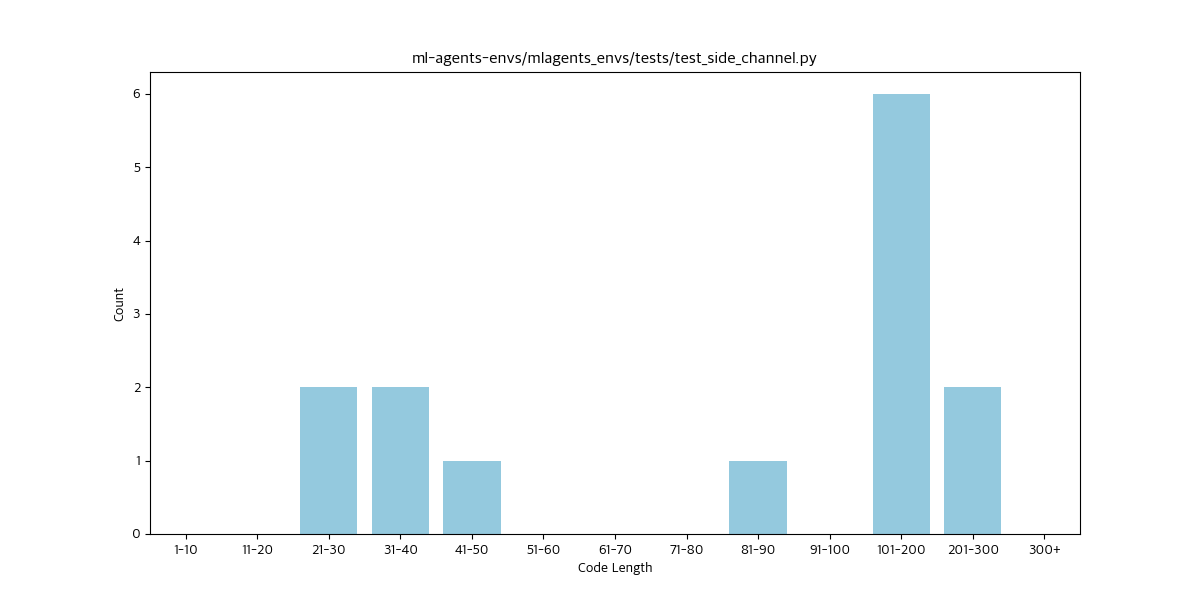 ml-agents-envs/mlagents_envs/tests/test_side_channel.py
6
5
4
3
2
1
0
Count
1-10 11-20 21-30 31-40 41-50 51-60 61-70 71-80 81-90 91-100 101-200 201-300 300+
Code Length